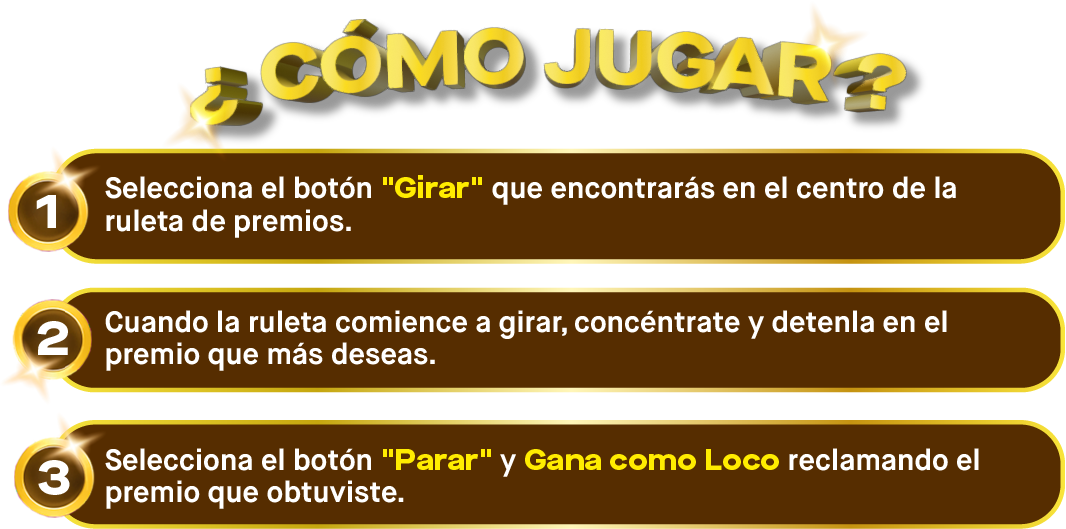 ¿CÓMO JUGAR?
1
Selecciona el botón "Girar" que encontrarás en el centro de la
ruleta de premios.
2
Cuando la ruleta comience a girar, concéntrate y detenla en el
premio que más deseas.
3
Selecciona el botón "Parar" y Gana como Loco reclamando el
premio que obtuviste.